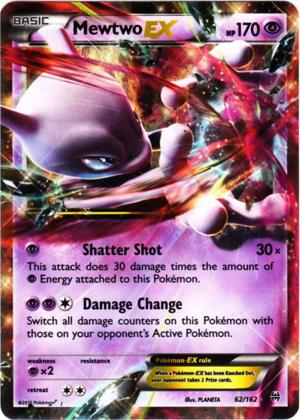 BASIC
Mewtwo EX
HP 170
Shatter Shot 30×
This attack does 30 damage times the amount of
Energy attached to this Pokémon.
Damage Change
Switch all damage counters on this Pokémon with
those on your opponent's Active Pokémon.
weakness
resistance
×2
retreat
Pokémon-EX rule
When a Pokémon-EX has been Knocked Out,
your opponent takes 2 Prize cards.
Illus. PLANETA
62/162